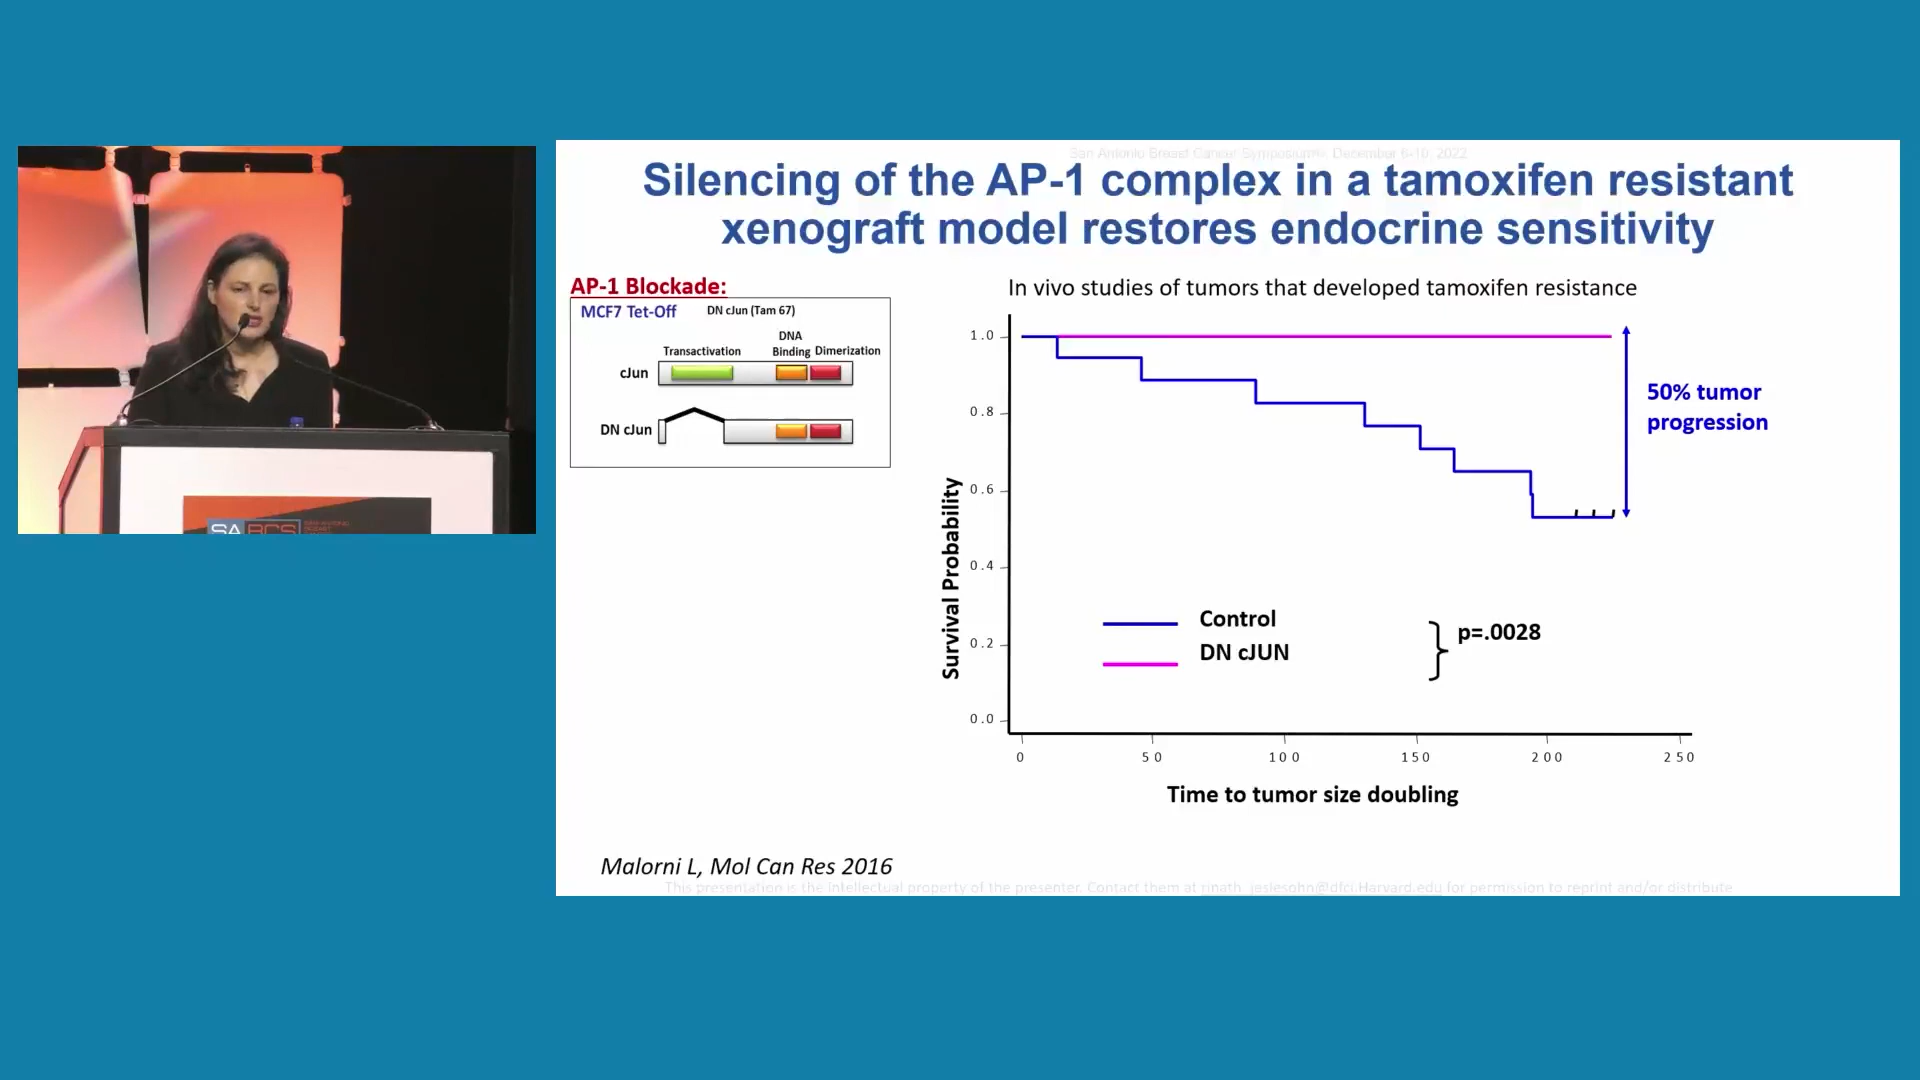 San Antonio Breast Cancer Symposium®, December 6-10, 2022
Silencing of the AP-1 complex in a tamoxifen resistant
xenograft model restores endocrine sensitivity
AP-1 Blockade:
MCF7 Tet-Off DN cJun (Tam 67)
DNA
Transactivation Binding Dimerization
cJun
DN cJun
In vivo studies of tumors that developed tamoxifen resistance
1.0
0.8
0.6
0.4
0.2
0.0
Survival Probability
50% tumor
progression
Control
DN cJUN
p=.0028
0 50 100 150 200 250
Time to tumor size doubling
Malorni L, Mol Can Res 2016
This presentation is the intellectual property of the presenter. Contact them at rinath_jeselsohn@dfci.Harvard.edu for permission to reprint and/or distribute
SA BCS